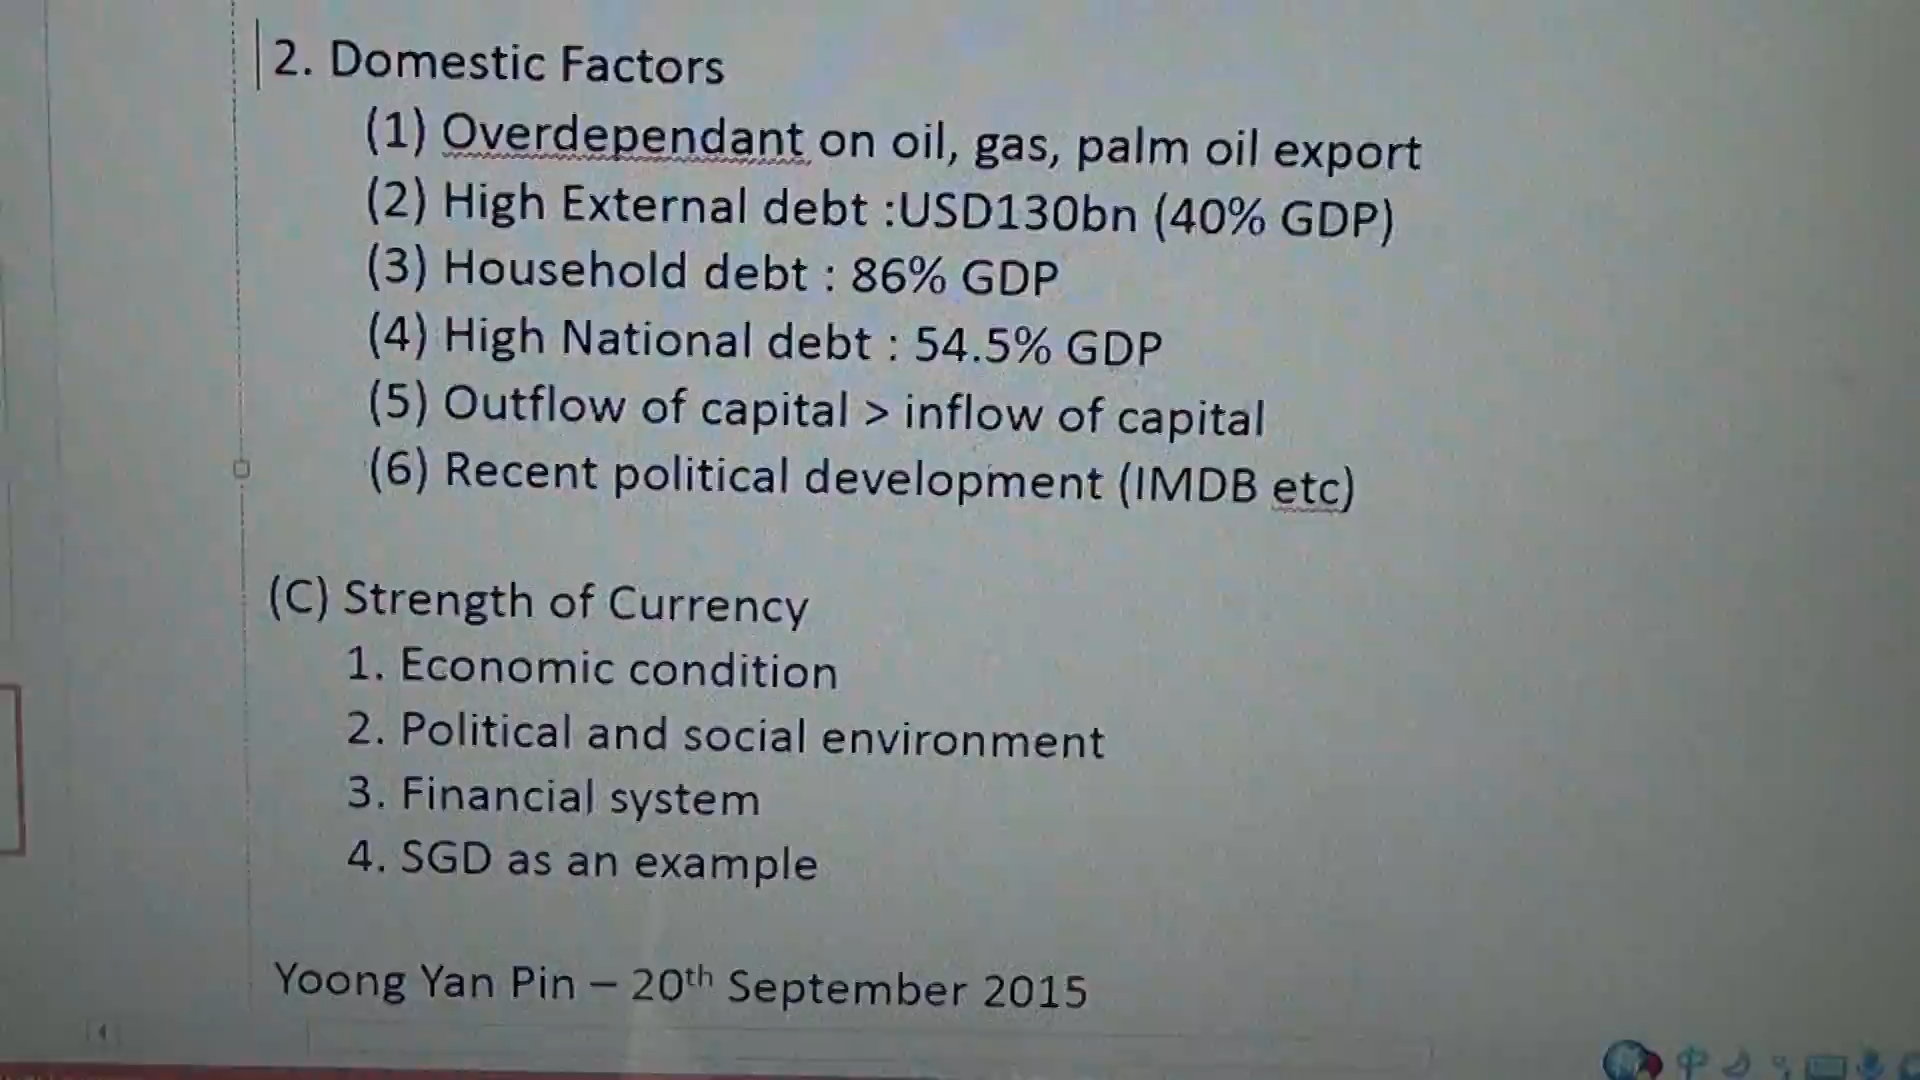 2. Domestic Factors
(1) Overdependant on oil, gas, palm oil export
(2) High External debt :USD130bn (40% GDP)
(3) Household debt : 86% GDP
(4) High National debt : 54.5% GDP
(5) Outflow of capital > inflow of capital
(6) Recent political development (IMDB etc)
(C) Strength of Currency
1. Economic condition
2. Political and social environment
3. Financial system
4. SGD as an example
Yoong Yan Pin – 20th September 2015
中